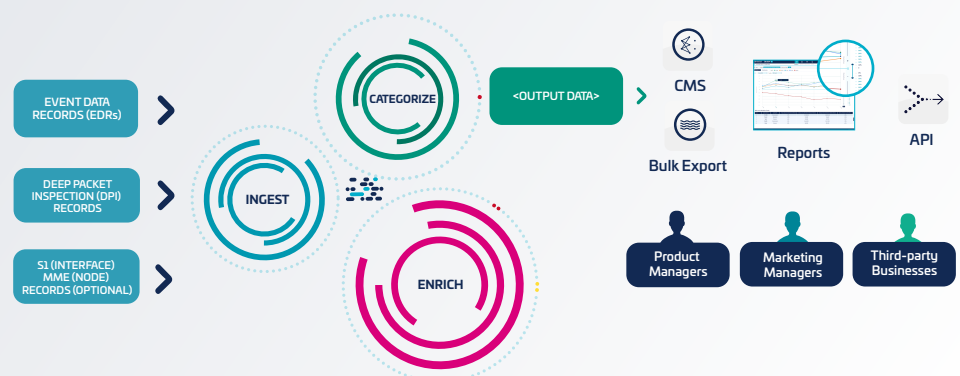 EVENT DATA
RECORDS (EDRs)
DEEP PACKET
INSPECTION (DPI)
RECORDS
S1 (INTERFACE)
MME (NODE)
RECORDS (OPTIONAL)
INGEST
CATEGORIZE
ENRICH
<OUTPUT DATA>
CMS
Bulk Export
Reports
API
Product
Managers
Marketing
Managers
Third-party
Businesses